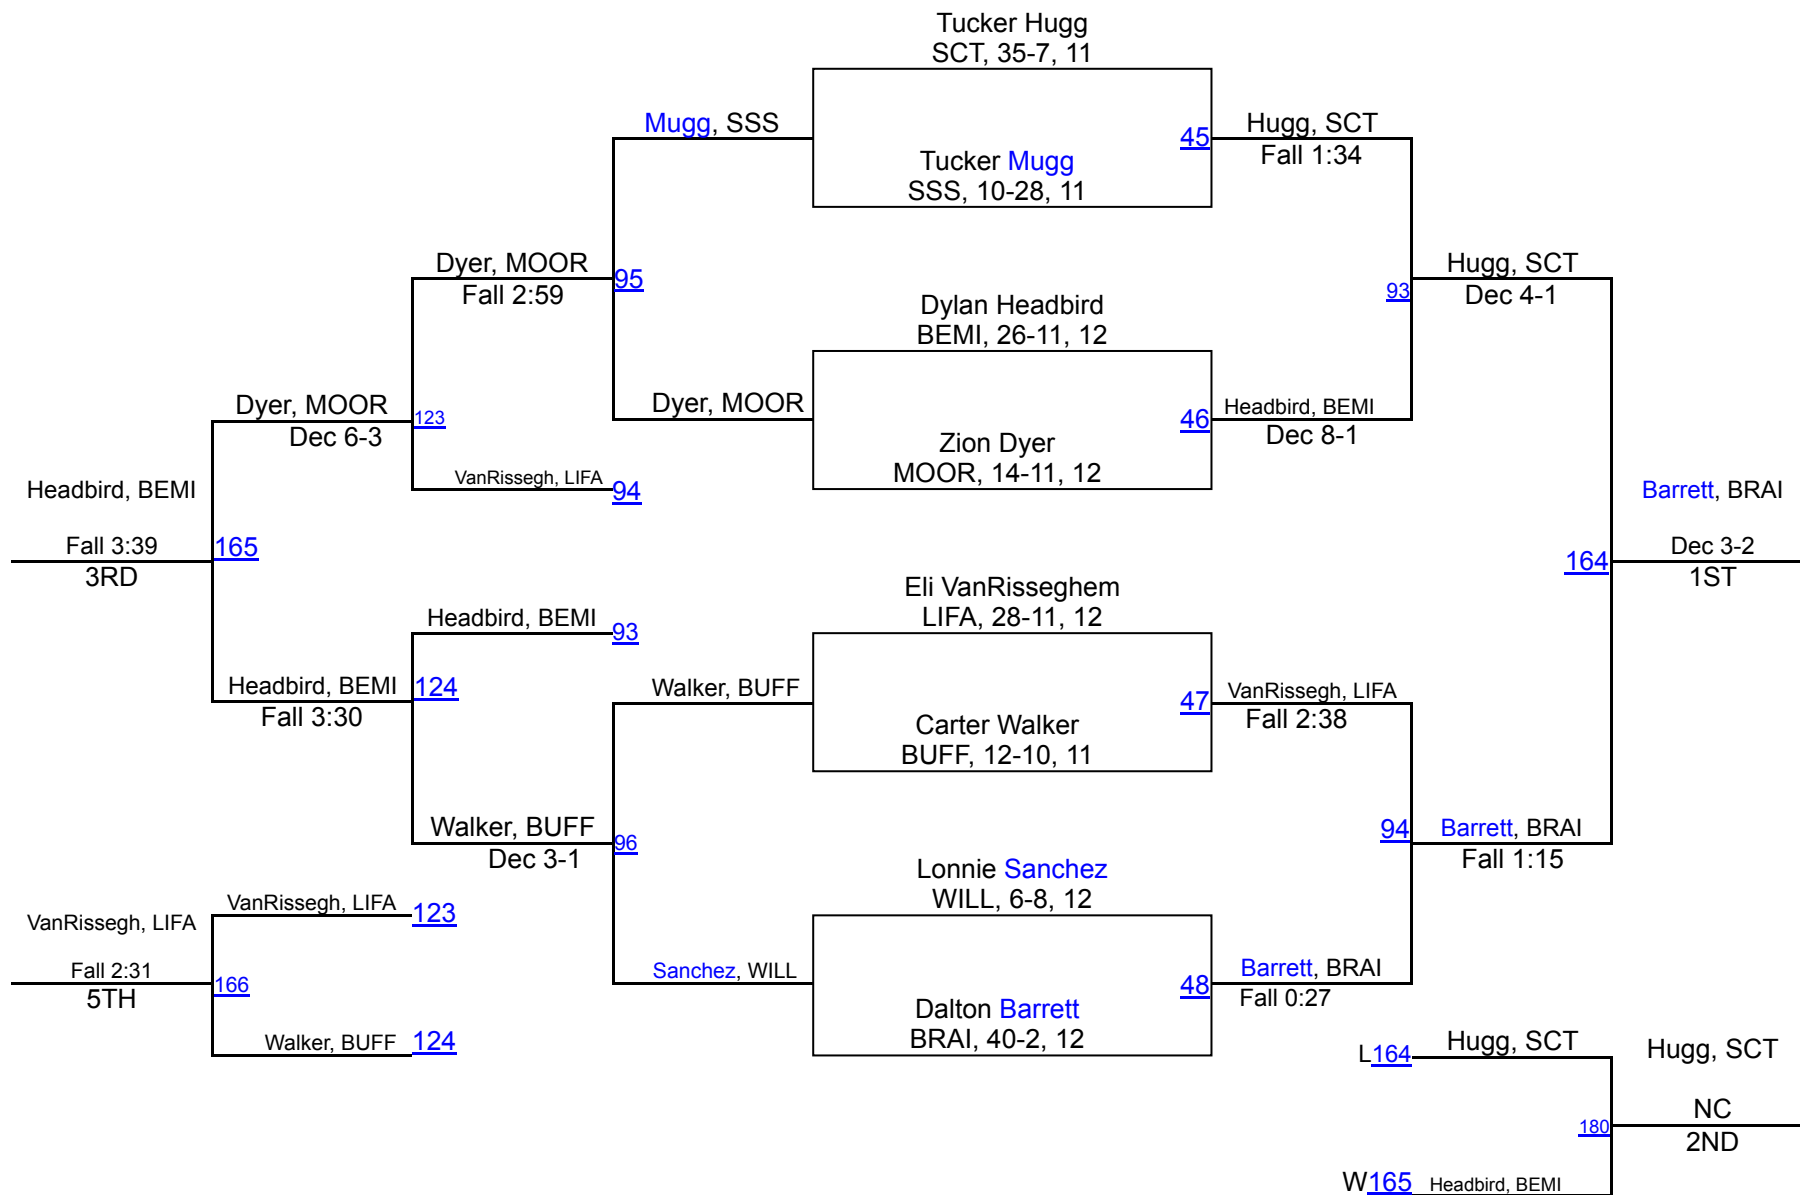 Tucker Hugg
SCT, 35-7, 11
Mugg, SSS
45
Hugg, SCT
Tucker Mugg
Fall 1:34
SSS, 10-28, 11
Dyer, MOOR
95
Fall 2:59
Hugg, SCT
93
Dec 4-1
Dylan Headbird
BEMI, 26-11, 12
Dyer, MOOR
Dec 6-3
123
Dyer, MOOR
46
Headbird, BEMI
Dec 8-1
Zion Dyer
MOOR, 14-11, 12
VanRissegh, LIFA
94
Headbird, BEMI
Fall 3:39
3RD
165
Barrett, BRAI
164
Dec 3-2
1ST
Eli VanRisseghem
LIFA, 28-11, 12
Headbird, BEMI
93
Headbird, BEMI
124
Fall 3:30
Walker, BUFF
47
VanRissegh, LIFA
Fall 2:38
Carter Walker
BUFF, 12-10, 11
Walker, BUFF
96
Dec 3-1
94
Barrett, BRAI
Fall 1:15
Lonnie Sanchez
WILL, 6-8, 12
VanRissegh, LIFA
VanRissegh, LIFA
123
Fall 2:31
5TH
166
Walker, BUFF
124
Sanchez, WILL
48
Barrett, BRAI
Fall 0:27
Dalton Barrett
BRAI, 40-2, 12
L164
Hugg, SCT
Hugg, SCT
180
NC
2ND
W165
Headbird, BEMI